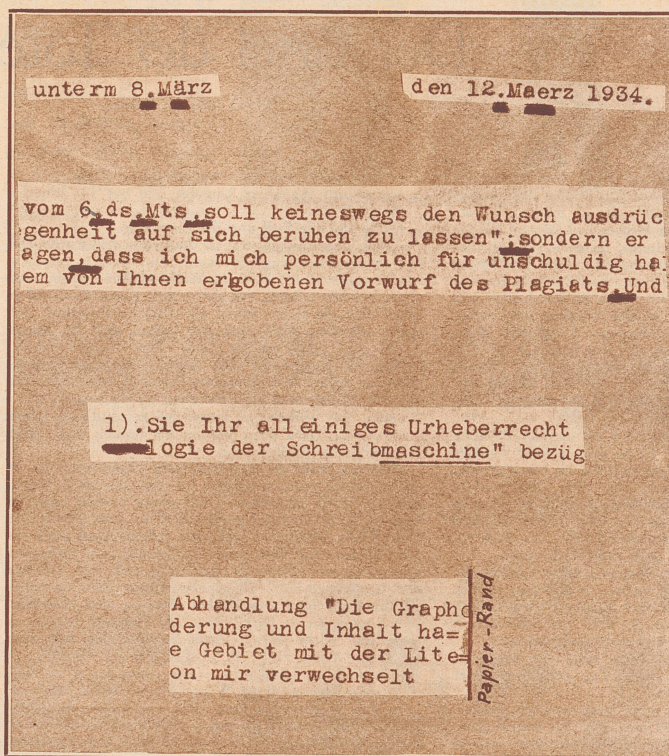 unterm 8.März
den 12.Maerz 1934.
vom 6.ds.Mts.soll keineswegs den Wunsch ausdrüc
genheit auf sich beruhen zu lassen";sondern er
agen,dass ich mich persönlich für unschuldig ha
em von Ihnen erhobenen Vorwurf des Plagiats.Und
1).Sie Ihr alleiniges Urheberrecht
logie der Schreibmaschine" bezüg
Abhandlung "Die Grapho
derung und Inhalt ha=
e Gebiet mit der Lite=
on mir verwechselt
Papier-Rand